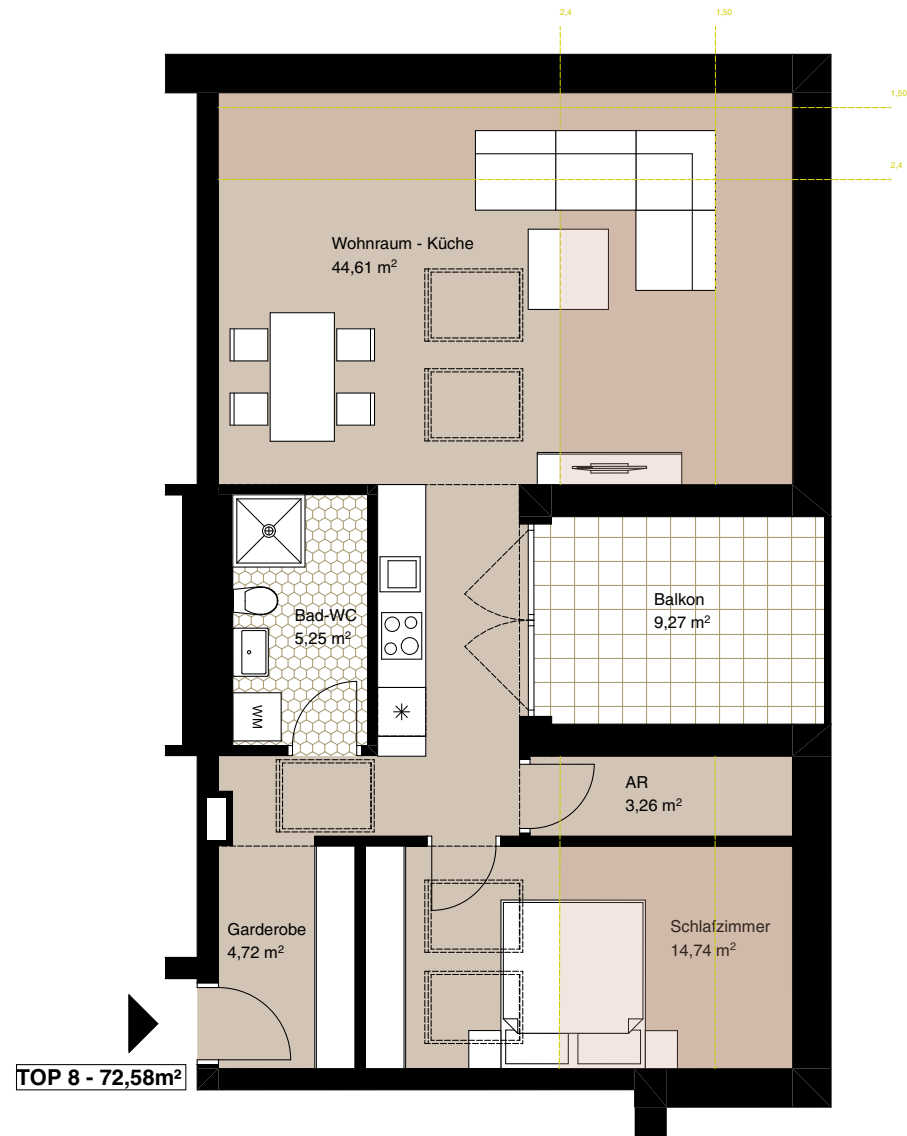 2,4
1,50
1,50
2,4
Wohnraum - Küche
44,61 m²
Bad-WC
5,25 m²
WM
Balkon
9,27 m²
AR
3,26 m²
Garderobe
4,72 m²
Schlafzimmer
14,74 m²
TOP 8 - 72,58m²